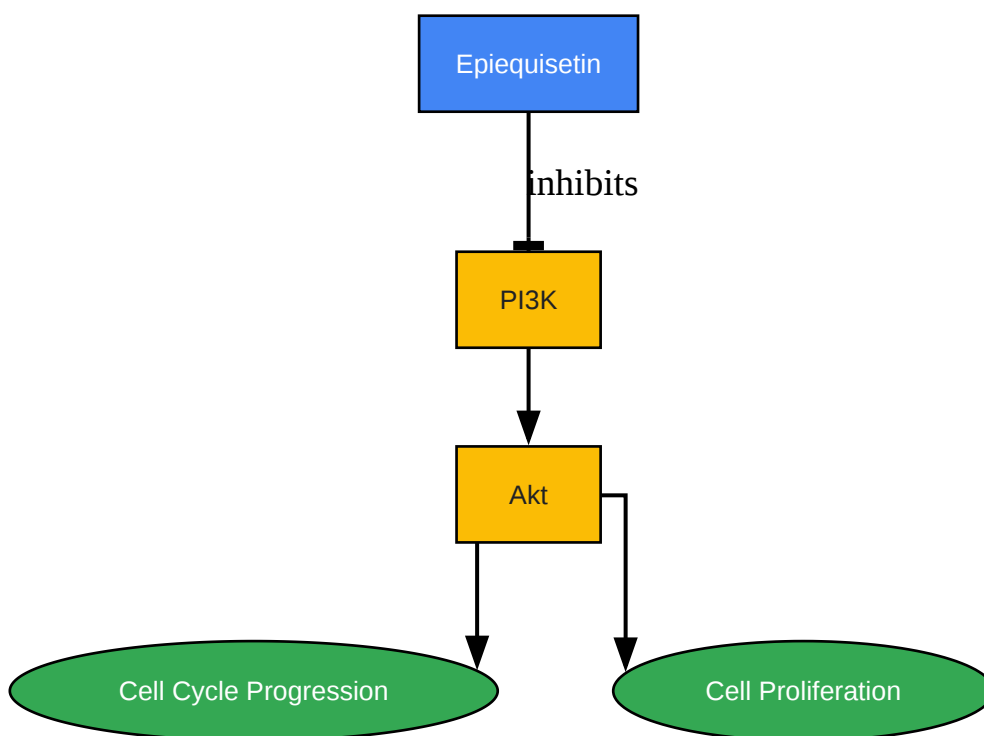 Epiequisetin
inhibits
PI3K
Akt
Cell Cycle Progression
Cell Proliferation